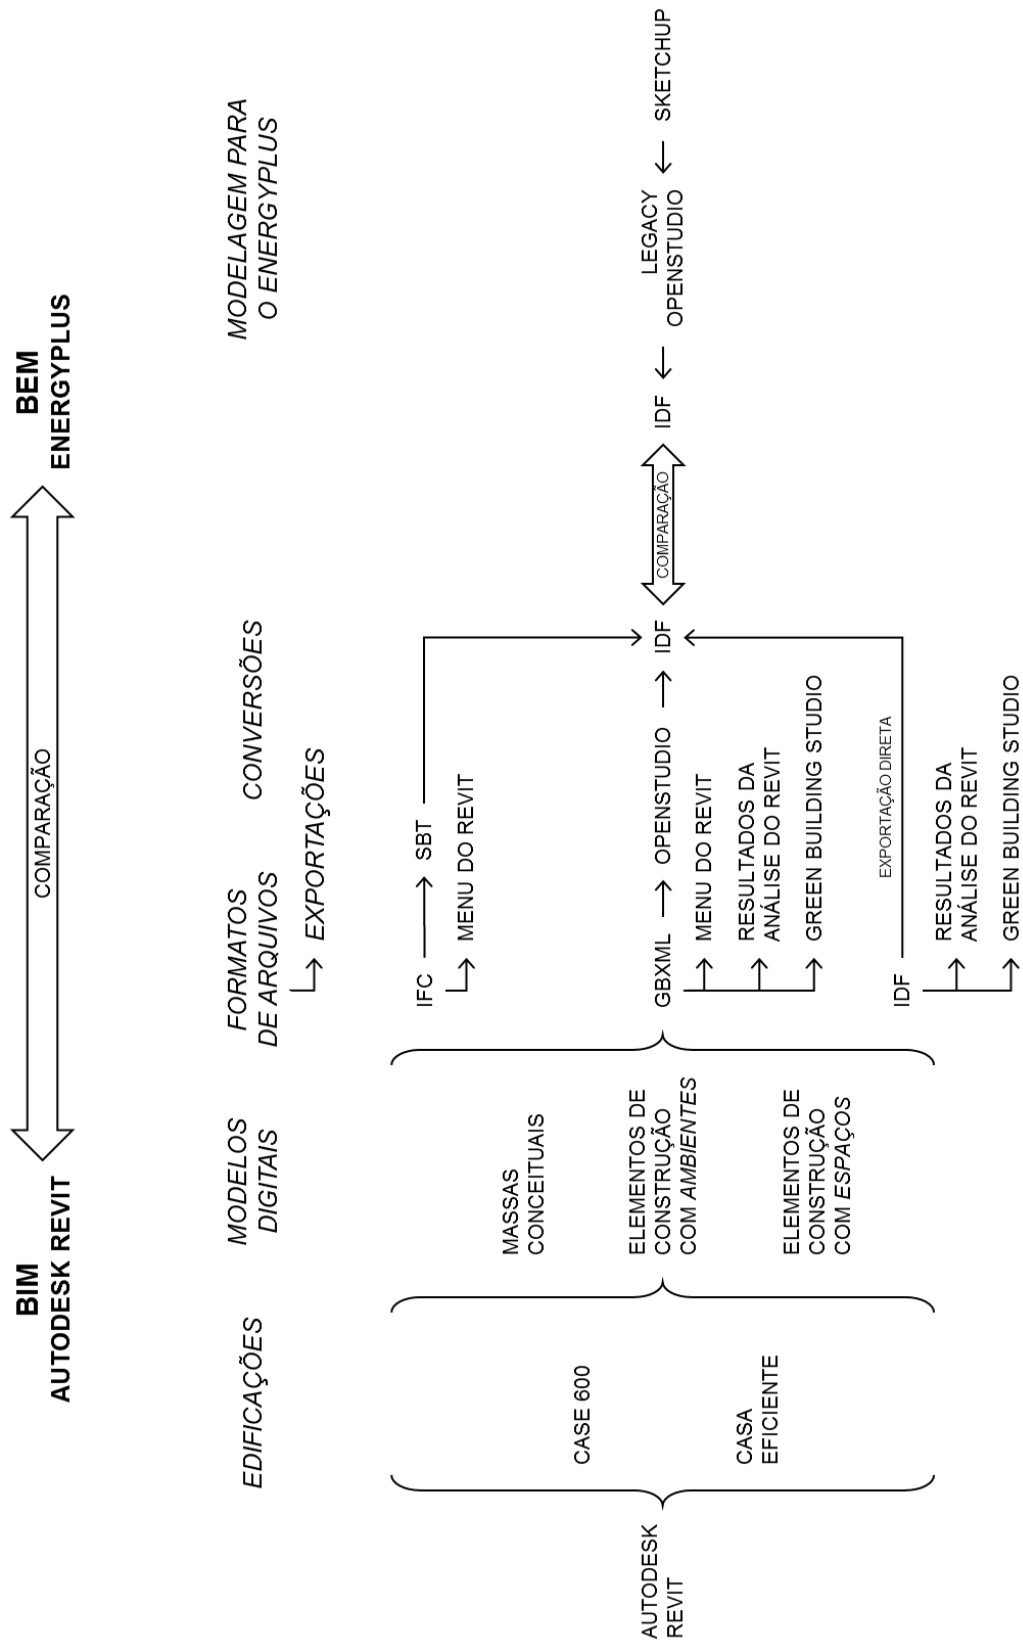 BIM
AUTODESK REVIT
COMPARAÇÃO
BEM
ENERGYPLUS
EDIFICAÇÕES
MODELOS
DIGITAIS
FORMATOS
DE ARQUIVOS
EXPORTAÇÕES
CONVERSÕES
MODELAGEM PARA
O ENERGYPLUS
AUTODESK
REVIT
CASE 600
CASA
EFICIENTE
MASSAS
CONCEITUAIS
ELEMENTOS DE
CONSTRUÇÃO
COM AMBIENTES
ELEMENTOS DE
CONSTRUÇÃO
COM ESPAÇOS
IFC
SBT
MENU DO REVIT
GBXML
OPENSTUDIO
IDF
MENU DO REVIT
RESULTADOS DA
ANÁLISE DO REVIT
GREEN BUILDING STUDIO
IDF
EXPORTAÇÃO DIRETA
RESULTADOS DA
ANÁLISE DO REVIT
GREEN BUILDING STUDIO
COMPARAÇÃO
IDF
LEGACY
OPENSTUDIO
SKETCHUP